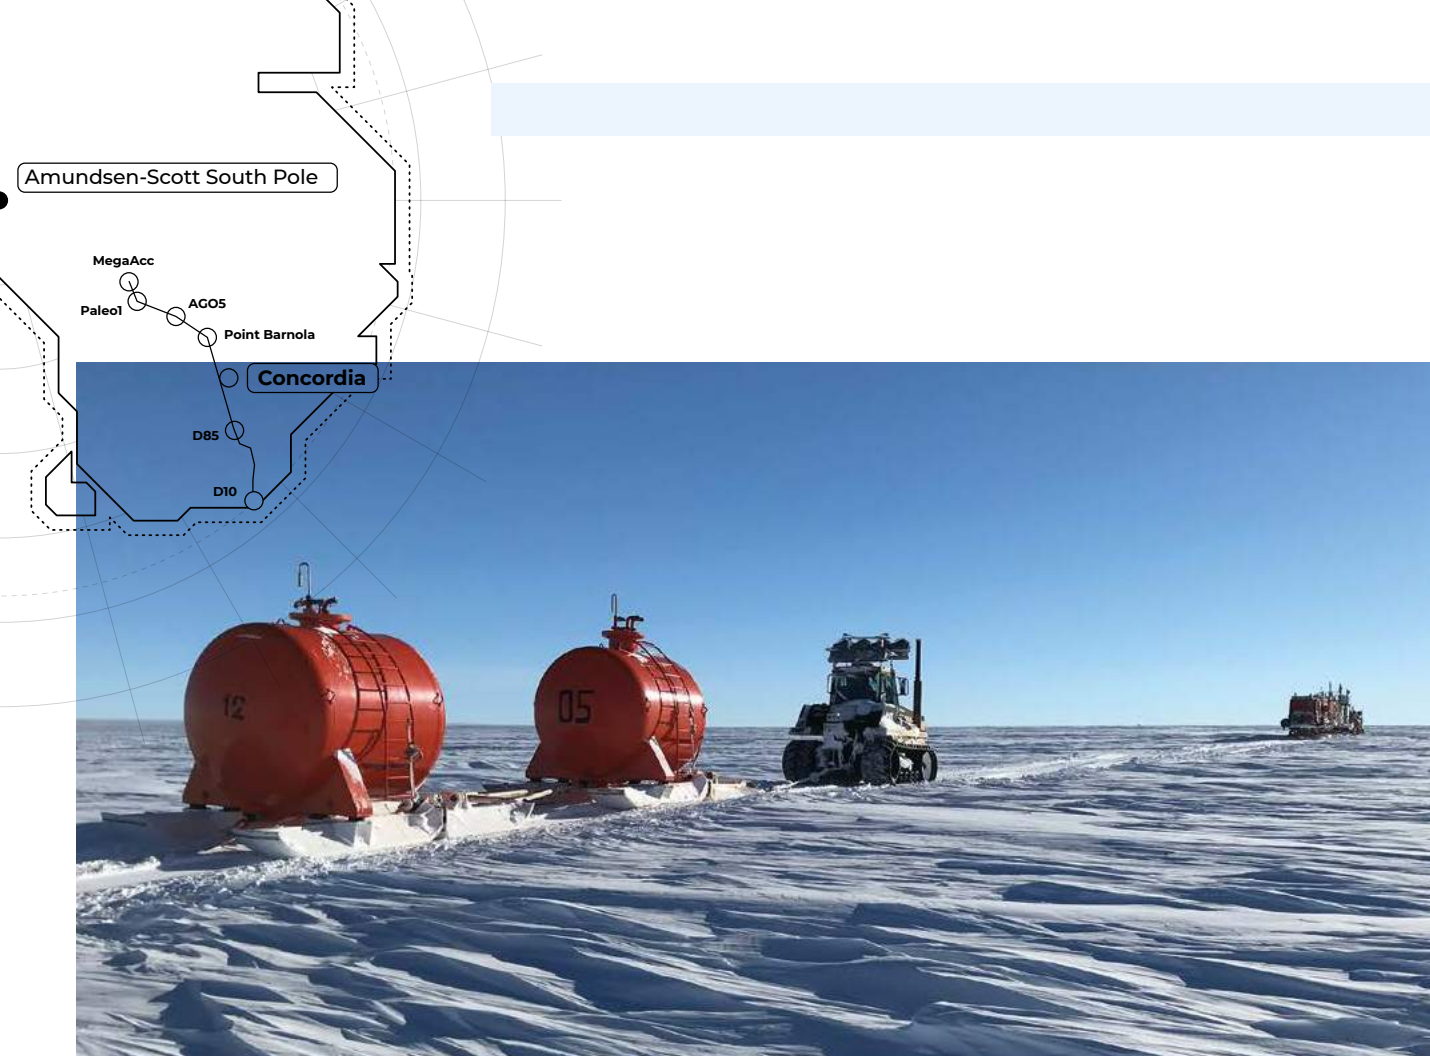 Amundsen-Scott South Pole
MegaAcc
Paleo1
AGO5
Point Barnola
Concordia
D85
D10
12
05